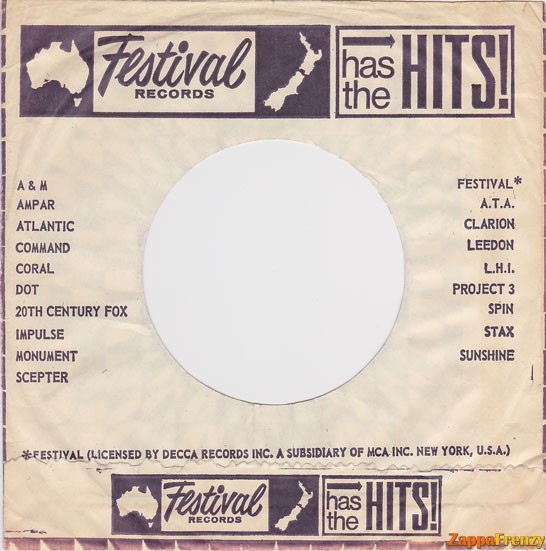 Festival
RECORDS
has
the HITS!
A & M
AMPAR
ATLANTIC
COMMAND
CORAL
DOT
20TH CENTURY FOX
IMPULSE
MONUMENT
SCEPTER
FESTIVAL*
A.T.A.
CLARION
LEEDON
L.H.I.
PROJECT 3
SPIN
STAX
SUNSHINE
*FESTIVAL (LICENSED BY DECCA RECORDS INC. A SUBSIDIARY OF MCA INC. NEW YORK, U.S.A.)
Festival
RECORDS
has
the HITS!
ZappaFrenzy